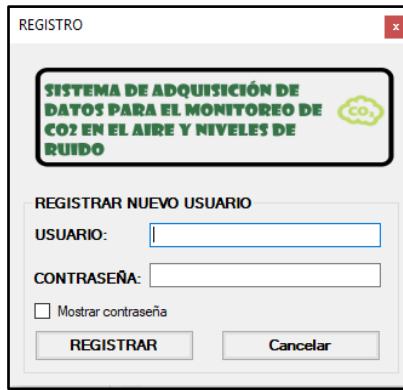 REGISTRO
x
SISTEMA DE ADQUISICIÓN DE
DATOS PARA EL MONITOREO DE
CO2 EN EL AIRE Y NIVELES DE
RUIDO
CO₂
REGISTRAR NUEVO USUARIO
USUARIO:
CONTRASEÑA:
Mostrar contraseña
REGISTRAR
Cancelar